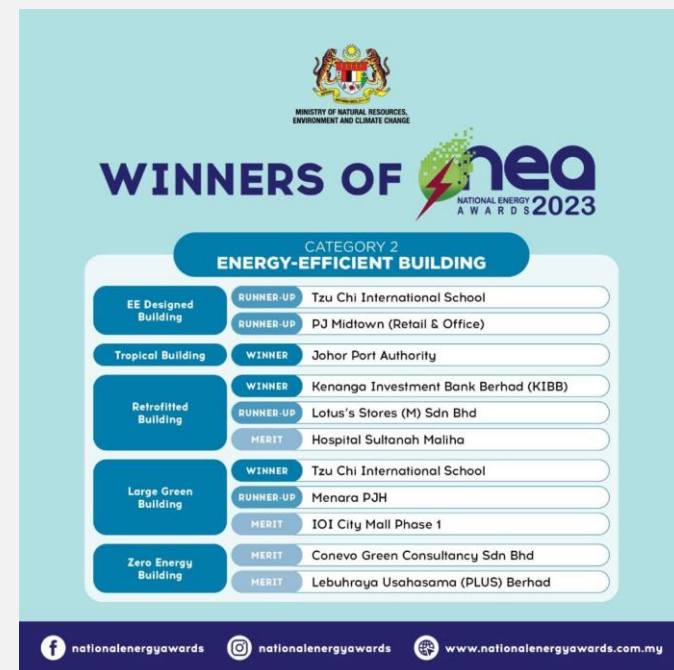 MINISTRY OF NATURAL RESOURCES,
ENVIRONMENT AND CLIMATE CHANGE
WINNERS OF nea
NATIONAL ENERGY
AWARDS 2023
CATEGORY 2
ENERGY-EFFICIENT BUILDING
EE Designed
Building
RUNNER-UP Tzu Chi International School
RUNNER-UP PJ Midtown (Retail & Office)
Tropical Building WINNER Johor Port Authority
Retrofitted
Building
WINNER Kenanga Investment Bank Berhad (KIBB)
RUNNER-UP Lotus's Stores (M) Sdn Bhd
MERIT Hospital Sultanah Maliha
Large Green
Building
WINNER Tzu Chi International School
RUNNER-UP Menara PJH
MERIT IOI City Mall Phase 1
Zero Energy
Building
MERIT Conevo Green Consultancy Sdn Bhd
MERIT Lebuhraya Usahasama (PLUS) Berhad
nationalenergyawards nationalenergyawards www.nationalenergyawards.com.my